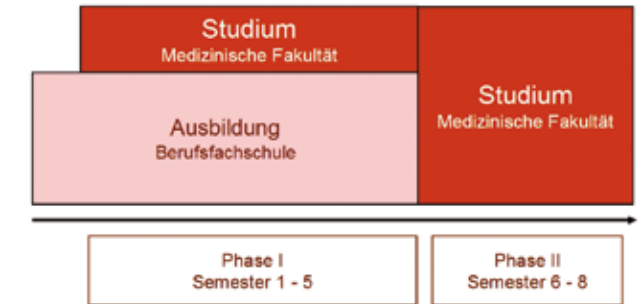 Studium
Medizinische Fakultät
Ausbildung
Berufsfachschule
Studium
Medizinische Fakultät
Phase I
Semester 1 - 5
Phase II
Semester 6 - 8